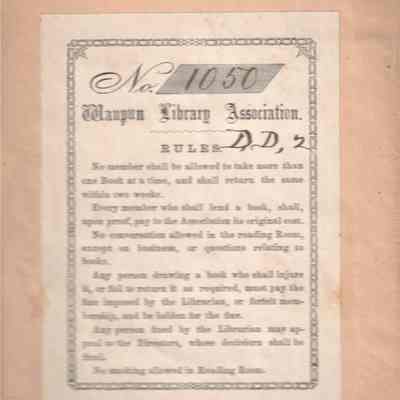 No. 1050
Waupun Library Association.
RULES. D.D, 2
No member shall be allowed to take more than
one Book at a time, and shall return the same
within two weeks.
Every member who shall lend a book, shall,
upon proof, pay to the Association its original cost.
No conversation allowed in the reading Room,
except on business, or questions relating to
books.
Any person drawing a book who shall injure
it, or fail to return it as required, must pay the
fine imposed by the Librarian, or forfeit mem-
bership, and be holden for the fine.
Any person fined by the Librarian may ap-
peal to the Directors, whose decision shall be
final.
No smoking allowed in Reading Room.